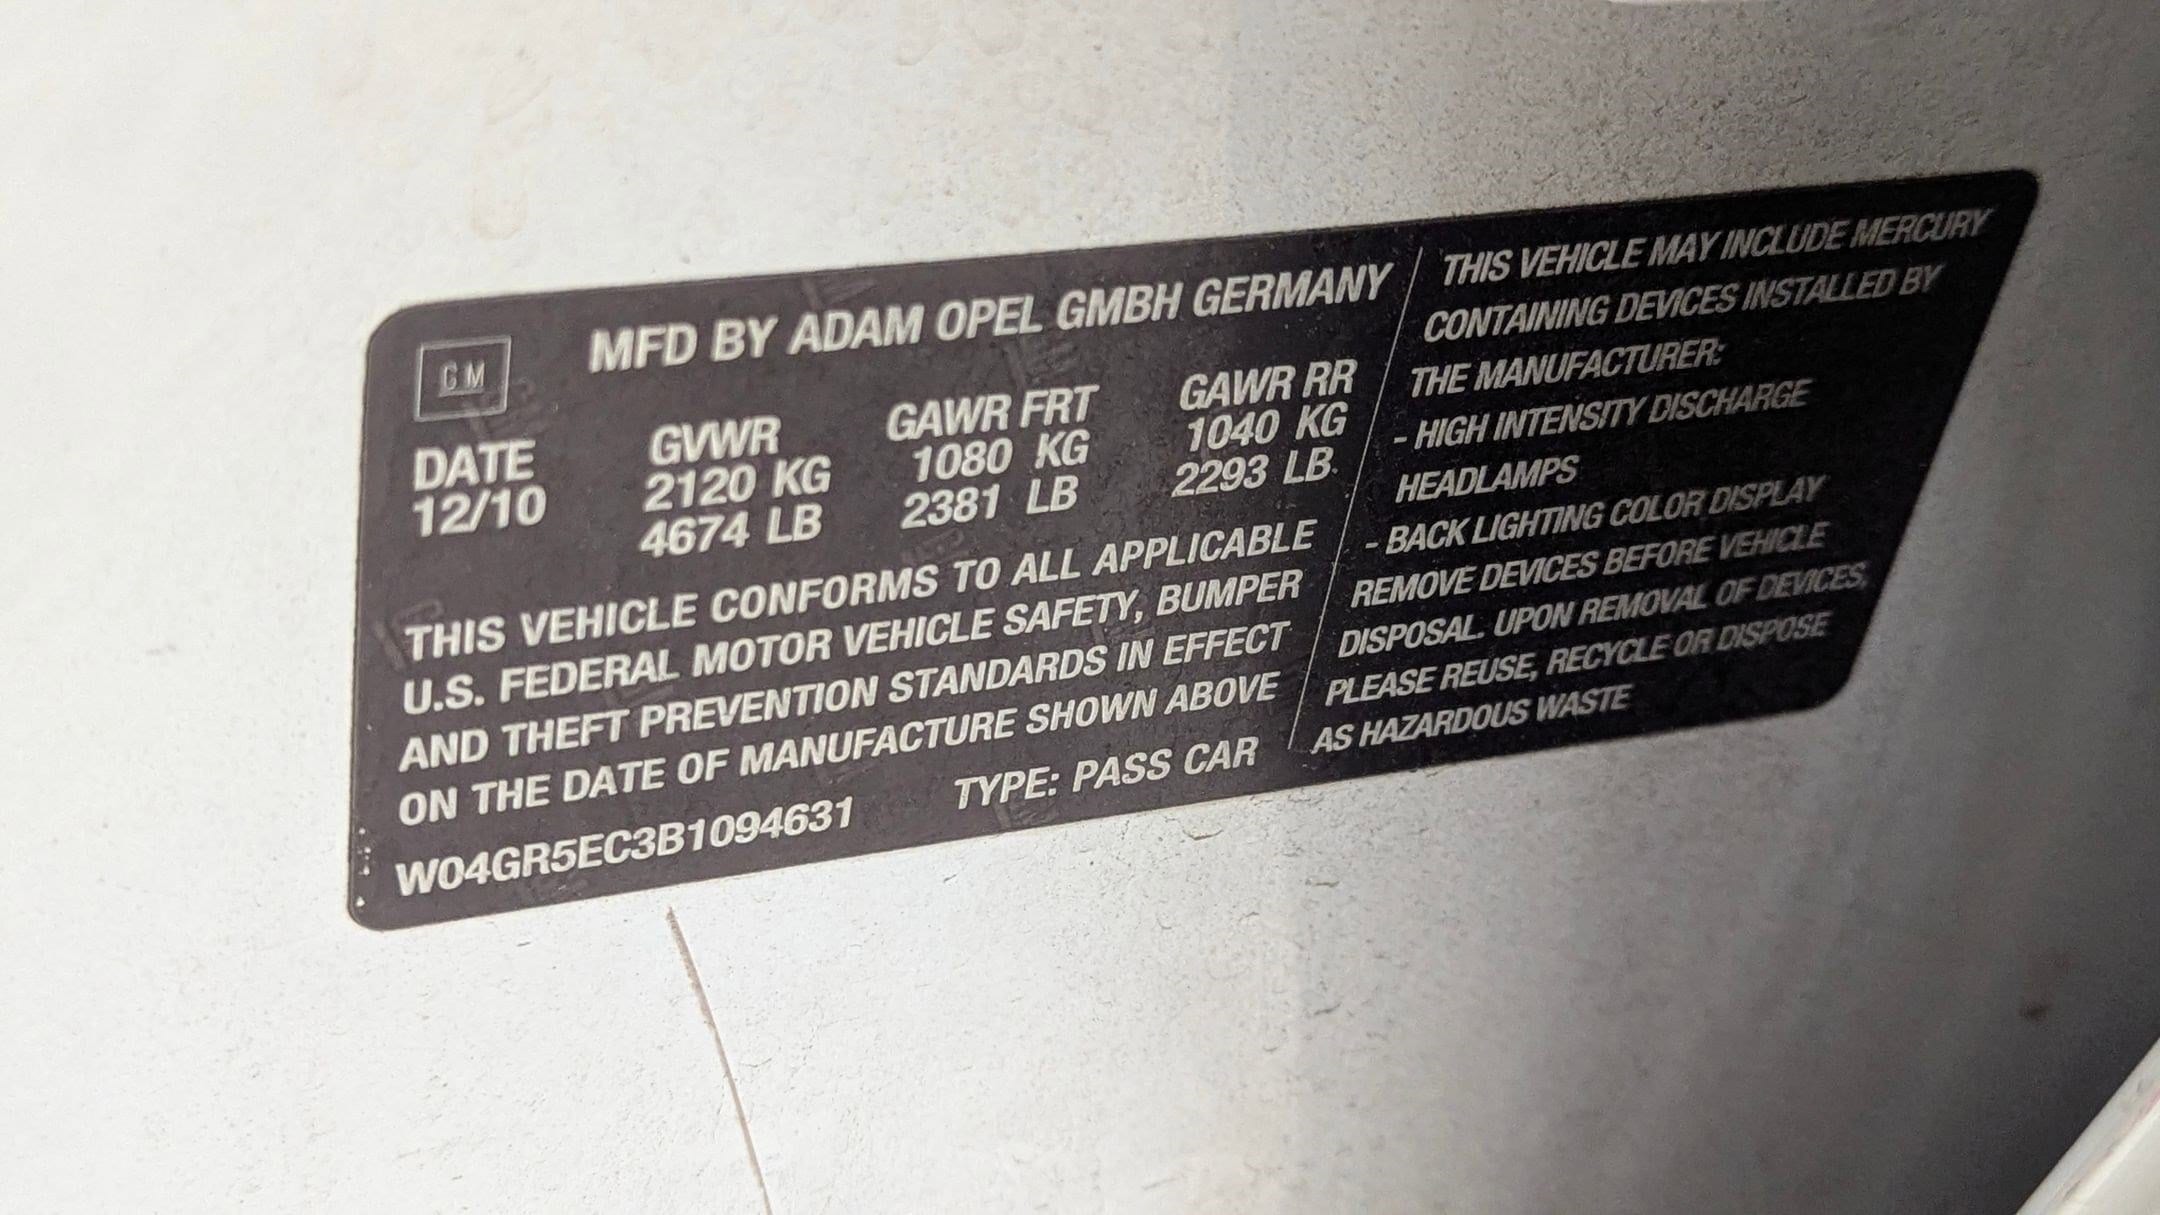 GM
MFD BY ADAM OPEL GMBH GERMANY
DATE GVWR GAWR FRT GAWR RR
12/10 2120 KG 1080 KG 1040 KG
4674 LB 2381 LB 2293 LB
THIS VEHICLE CONFORMS TO ALL APPLICABLE
U.S. FEDERAL MOTOR VEHICLE SAFETY, BUMPER
AND THEFT PREVENTION STANDARDS IN EFFECT
ON THE DATE OF MANUFACTURE SHOWN ABOVE
W04GR5EC3B1094631 TYPE: PASS CAR
THIS VEHICLE MAY INCLUDE MERCURY
CONTAINING DEVICES INSTALLED BY
THE MANUFACTURER:
- HIGH INTENSITY DISCHARGE
HEADLAMPS
- BACK LIGHTING COLOR DISPLAY
REMOVE DEVICES BEFORE VEHICLE
DISPOSAL. UPON REMOVAL OF DEVICES,
PLEASE REUSE, RECYCLE OR DISPOSE
AS HAZARDOUS WASTE